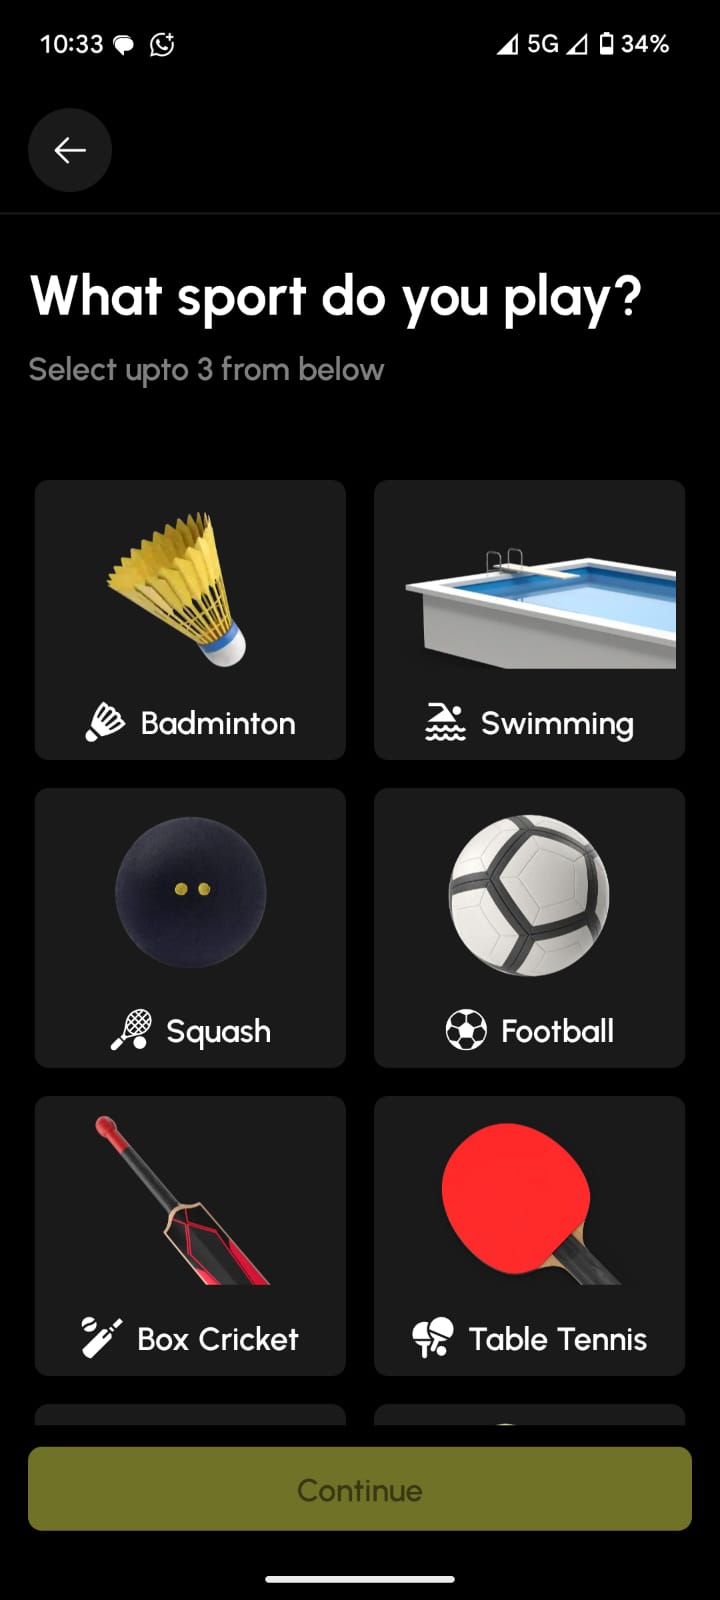 10:33 5G 34%
What sport do you play?
Select upto 3 from below
Badminton Swimming
Squash Football
Box Cricket Table Tennis
Continue